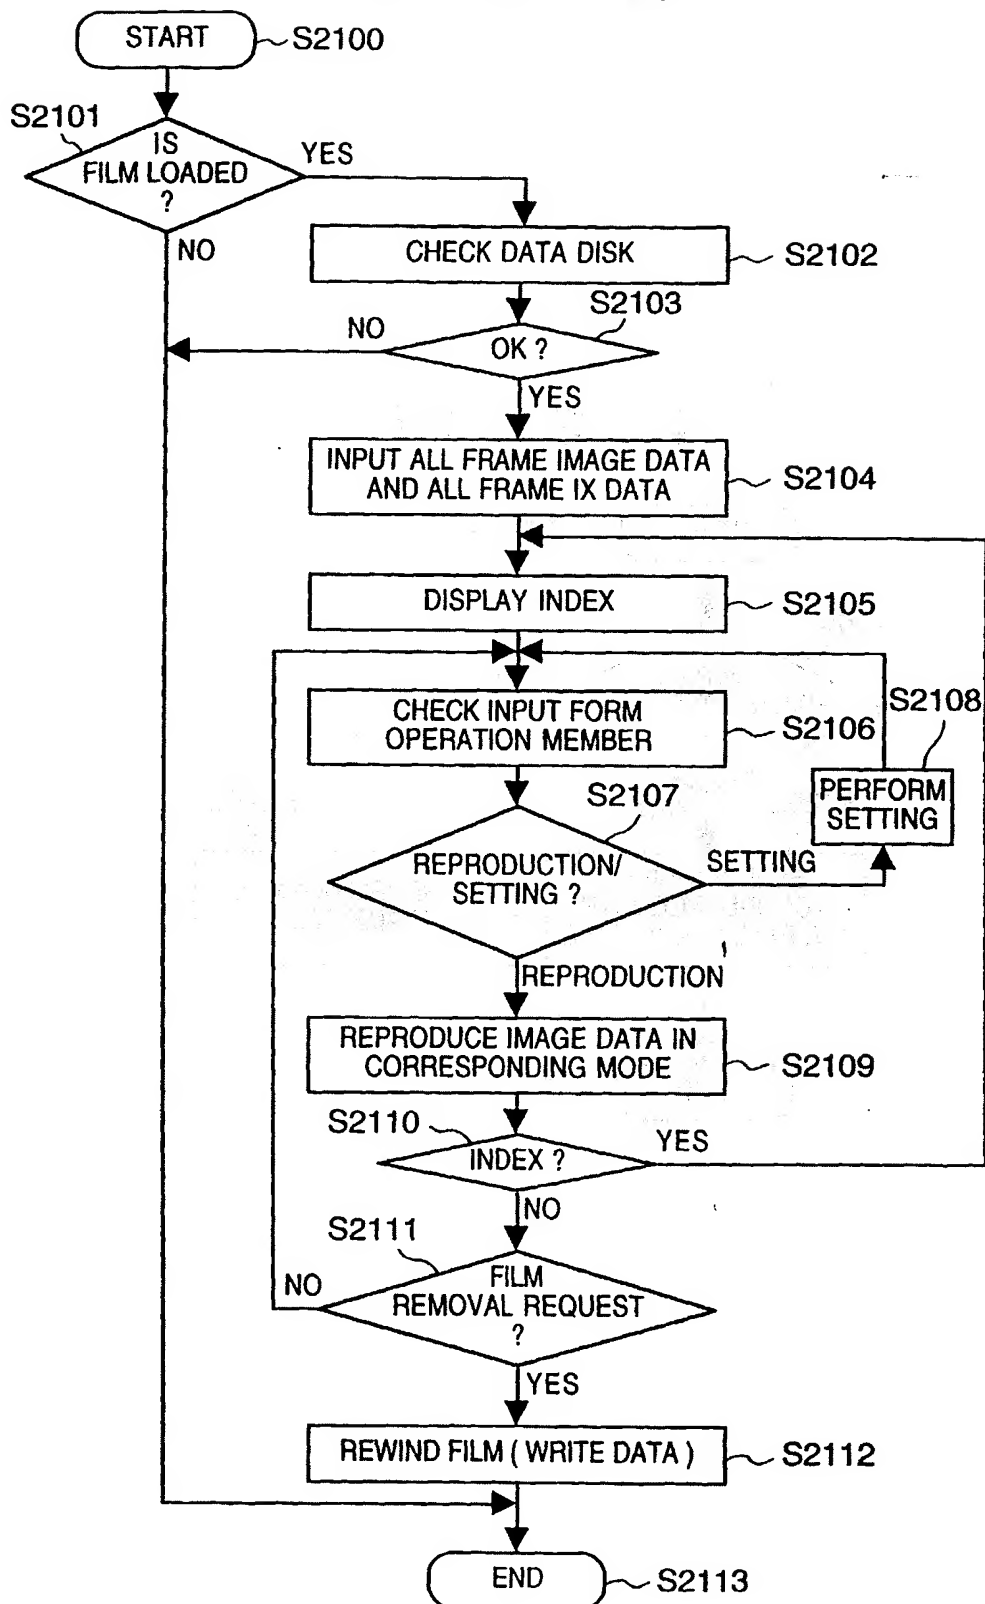 START
S2100
S2101
IS
FILM LOADED
?
YES
NO
CHECK DATA DISK
S2102
S2103
NO
OK ?
YES
INPUT ALL FRAME IMAGE DATA
AND ALL FRAME IX DATA
S2104
DISPLAY INDEX
S2105
CHECK INPUT FORM
OPERATION MEMBER
S2106
S2108
PERFORM
SETTING
S2107
REPRODUCTION/
SETTING ?
SETTING
REPRODUCTION
REPRODUCE IMAGE DATA IN
CORRESPONDING MODE
S2109
S2110
INDEX ?
YES
NO
S2111
FILM
REMOVAL REQUEST
?
NO
YES
REWIND FILM ( WRITE DATA )
S2112
END
S2113